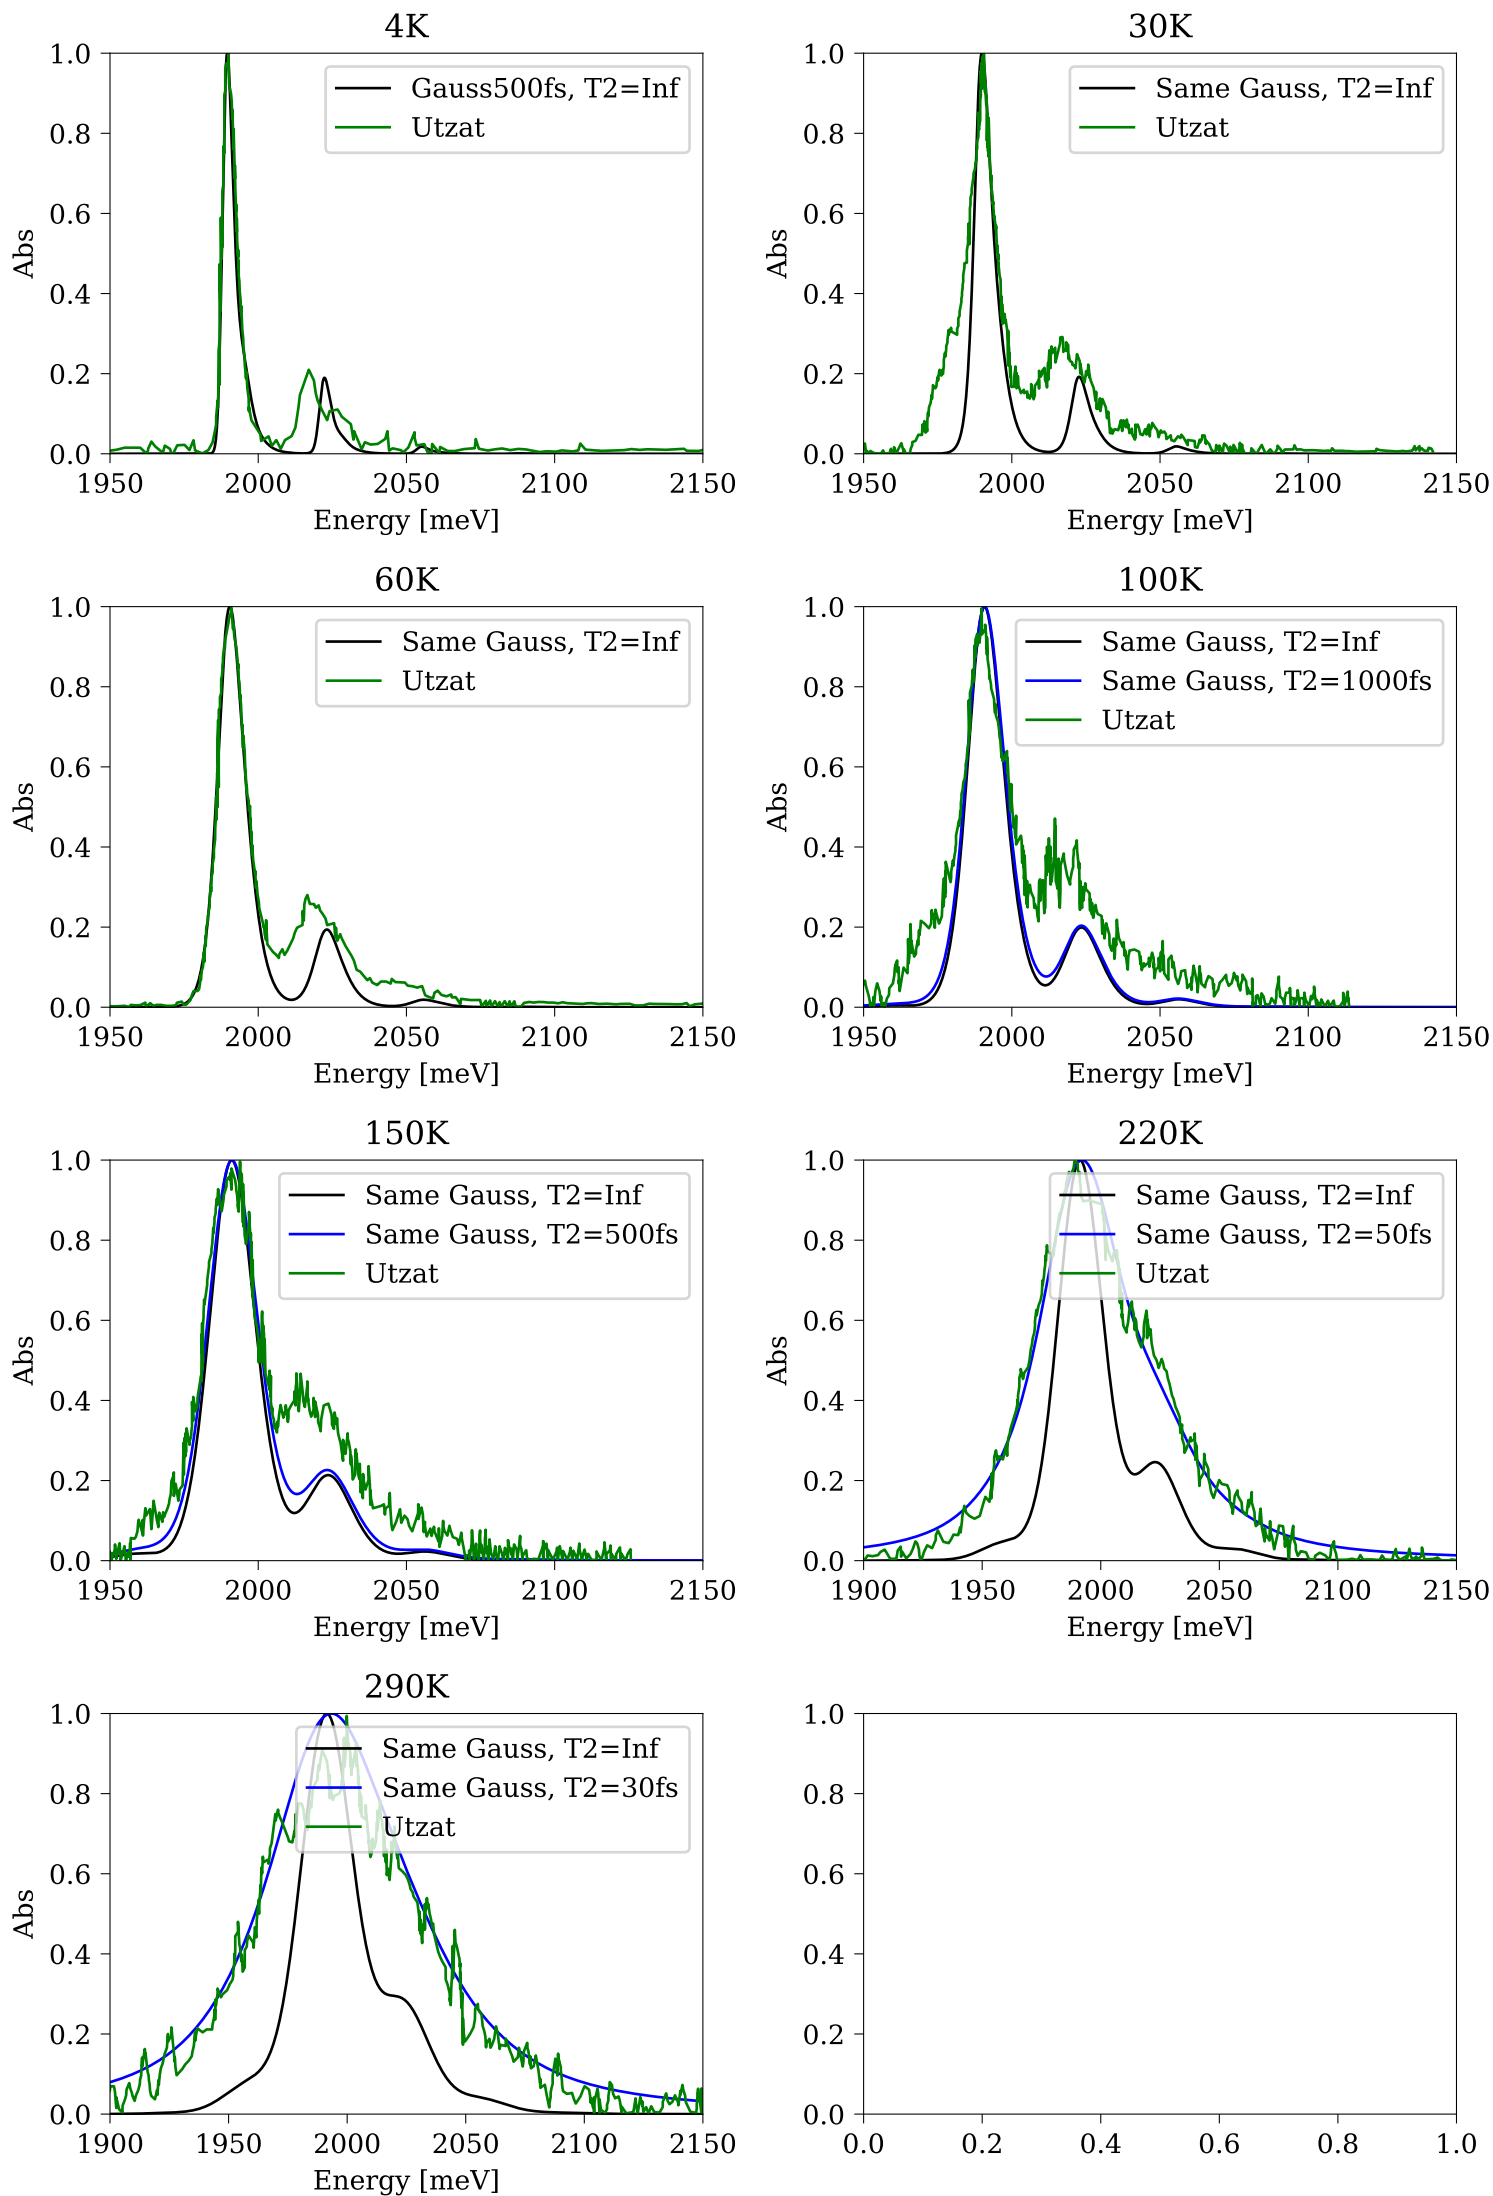 4K
Gauss500fs, T2=Inf
Utzat
1.0
0.8
0.6
0.4
0.2
0.0
Abs
1950 2000 2050 2100 2150
Energy [meV]
30K
Same Gauss, T2=Inf
Utzat
1.0
0.8
0.6
0.4
0.2
0.0
Abs
1950 2000 2050 2100 2150
Energy [meV]
60K
Same Gauss, T2=Inf
Utzat
1.0
0.8
0.6
0.4
0.2
0.0
Abs
1950 2000 2050 2100 2150
Energy [meV]
100K
Same Gauss, T2=Inf
Same Gauss, T2=1000fs
Utzat
1.0
0.8
0.6
0.4
0.2
0.0
Abs
1950 2000 2050 2100 2150
Energy [meV]
150K
Same Gauss, T2=Inf
Same Gauss, T2=500fs
Utzat
1.0
0.8
0.6
0.4
0.2
0.0
Abs
1950 2000 2050 2100 2150
Energy [meV]
220K
Same Gauss, T2=Inf
Same Gauss, T2=50fs
Utzat
1.0
0.8
0.6
0.4
0.2
0.0
Abs
1900 1950 2000 2050 2100 2150
Energy [meV]
290K
Same Gauss, T2=Inf
Same Gauss, T2=30fs
Utzat
1.0
0.8
0.6
0.4
0.2
0.0
Abs
1900 1950 2000 2050 2100 2150
Energy [meV]
1.0
0.8
0.6
0.4
0.2
0.0
0.0 0.2 0.4 0.6 0.8 1.0